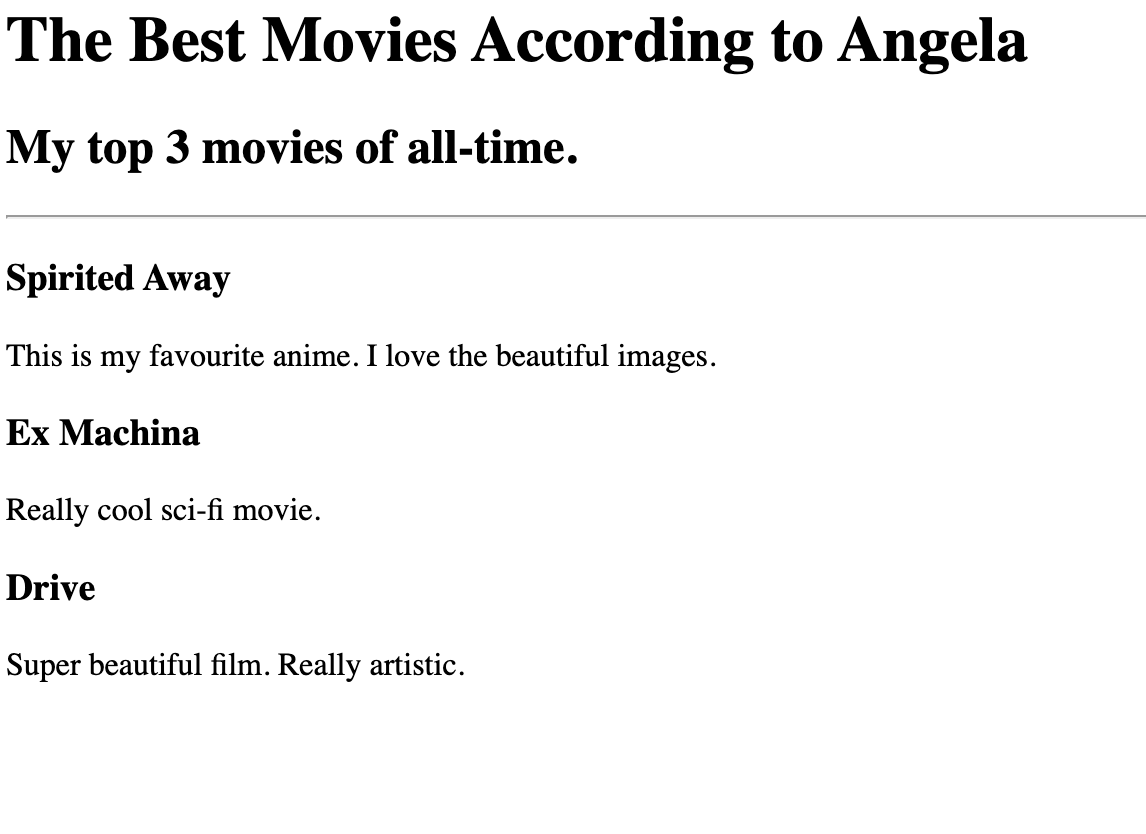 The Best Movies According to Angela
My top 3 movies of all-time.
Spirited Away
This is my favourite anime. I love the beautiful images.
Ex Machina
Really cool sci-fi movie.
Drive
Super beautiful film. Really artistic.